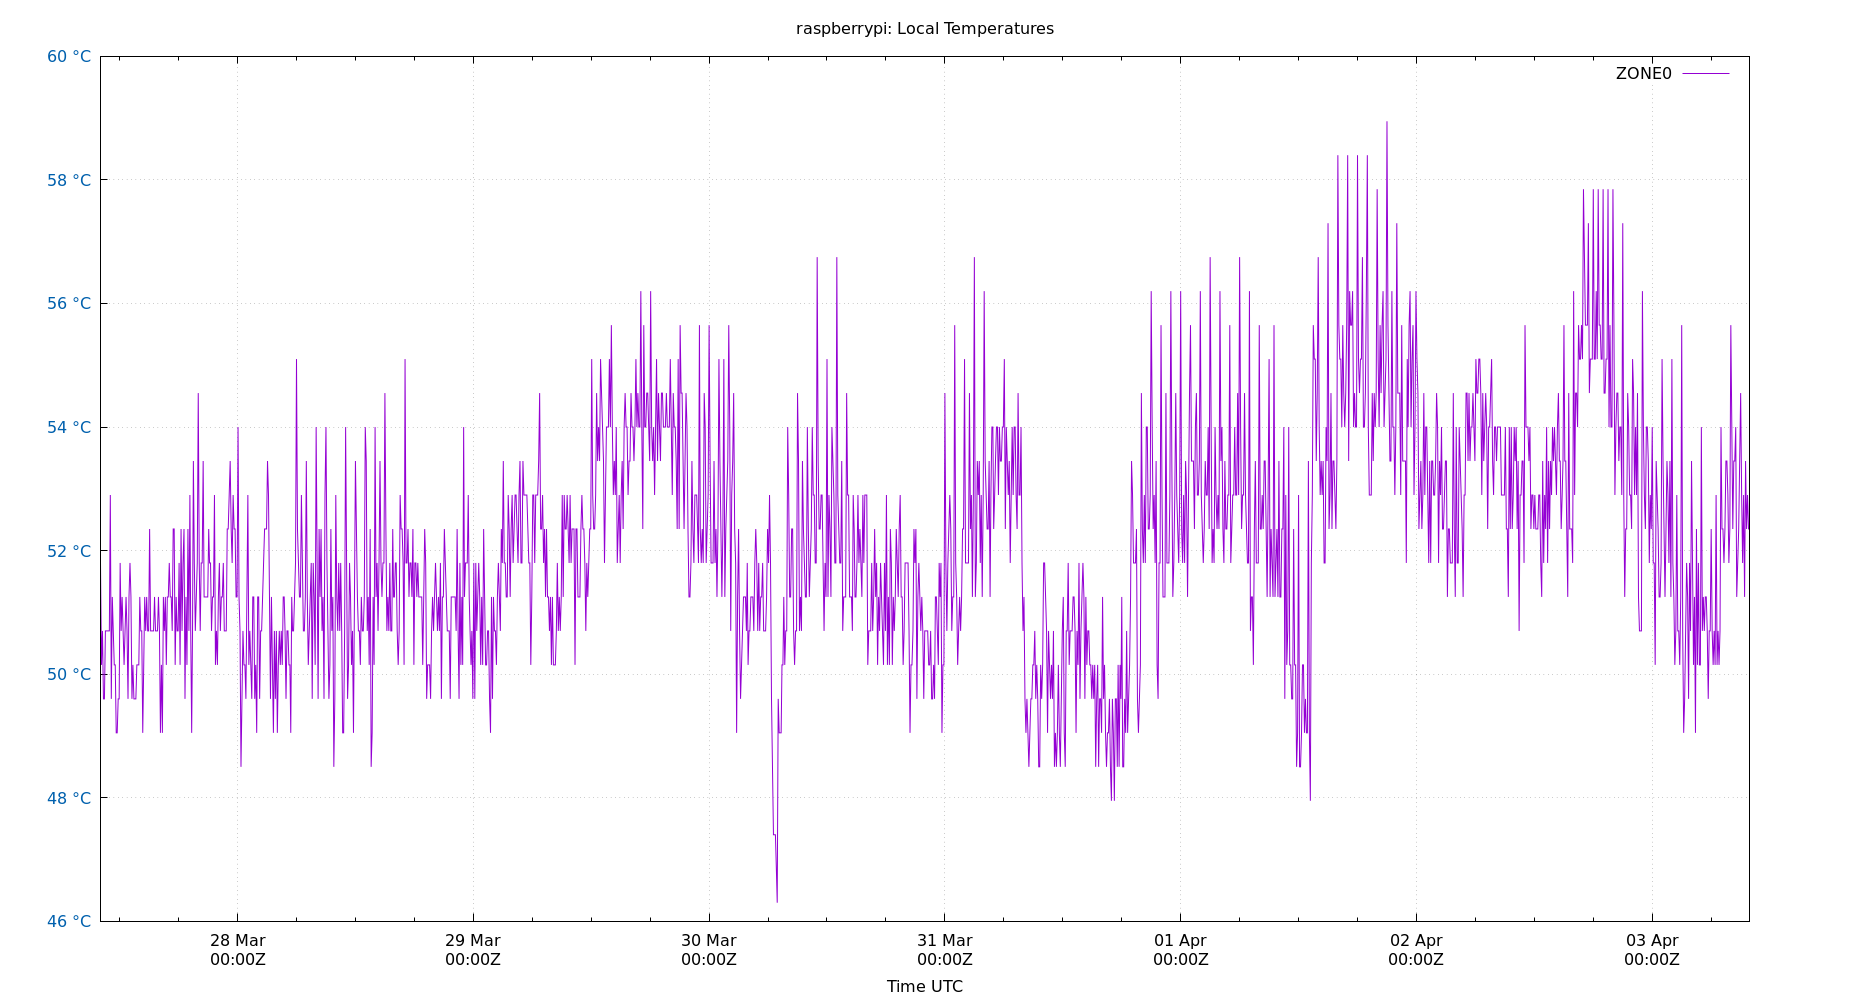 raspberrypi: Local Temperatures
60 °C
ZONE0
58 °C
56 °C
54 °C
52 °C
50 °C
48 °C
46 °C
28 Mar 29 Mar 30 Mar 31 Mar 01 Apr 02 Apr 03 Apr
00:00Z 00:00Z 00:00Z 00:00Z 00:00Z 00:00Z 00:00Z
Time UTC